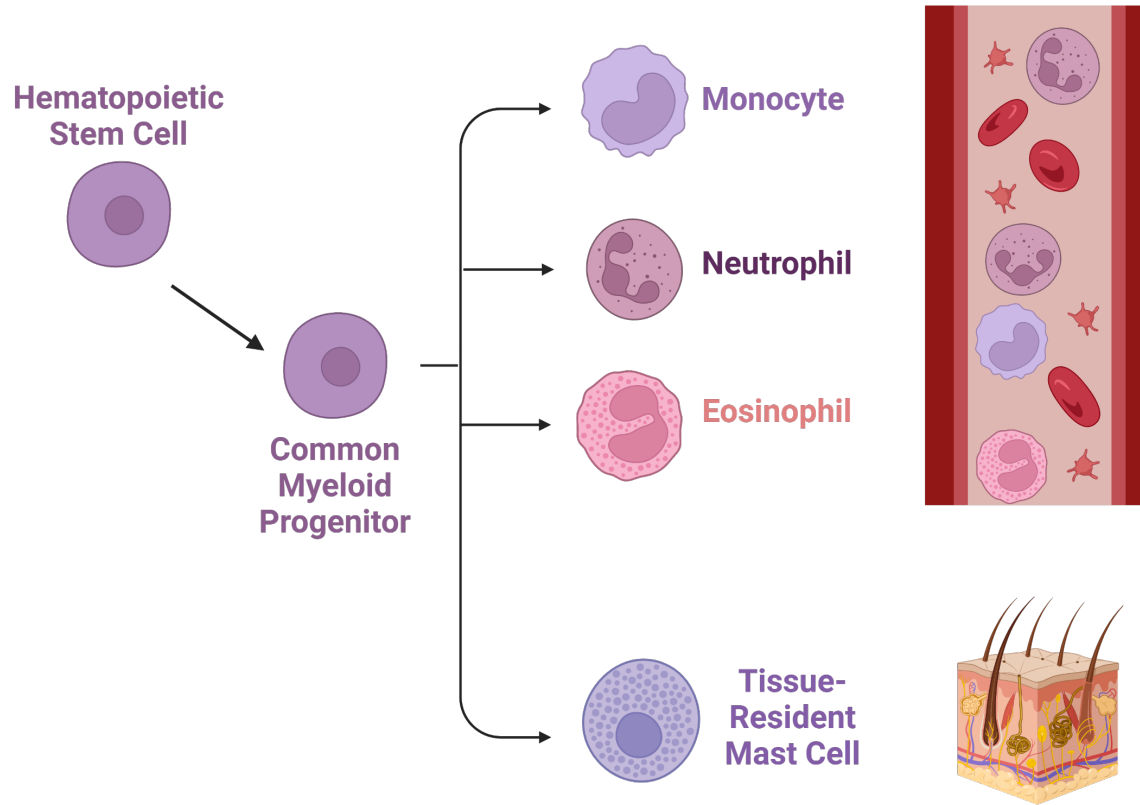 Hematopoietic
Stem Cell
Common
Myeloid
Progenitor
Monocyte
Neutrophil
Eosinophil
Tissue-
Resident
Mast Cell